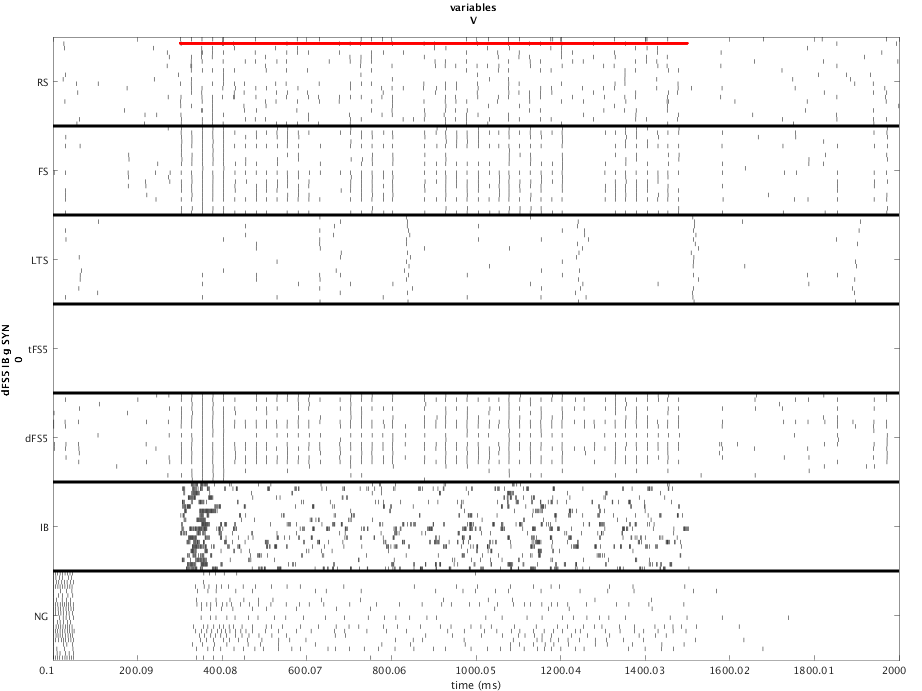 variables
V
RS
FS
LTS
tFS5
dFS5
IB
NG
dFS5 IB g SYN
0
0.1
200.09
400.08
600.07
800.06
1000.05
1200.04
1400.03
1600.02
1800.01
2000
time (ms)